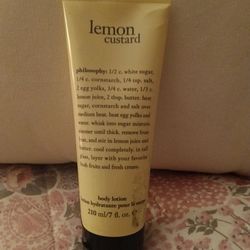 lemon
custard
philosophy: 1/2 c. white sugar,
1/4 c. cornstarch, 1/4 tsp. salt,
2 egg yolks, 3/4 c. water, 1/3 c.
lemon juice, 2 tbsp. butter. heat
sugar, cornstarch and salt over
medium heat. beat egg yolks and
water. whisk into sugar mixture.
simmer until thick. remove from
heat, and stir in lemon and
butter. cool completely. in tall
glass, layer with your favorite
fresh fruits and fresh cream.
body lotion
lotion hydratante pour le corps
210 ml/7 fl. oz. e